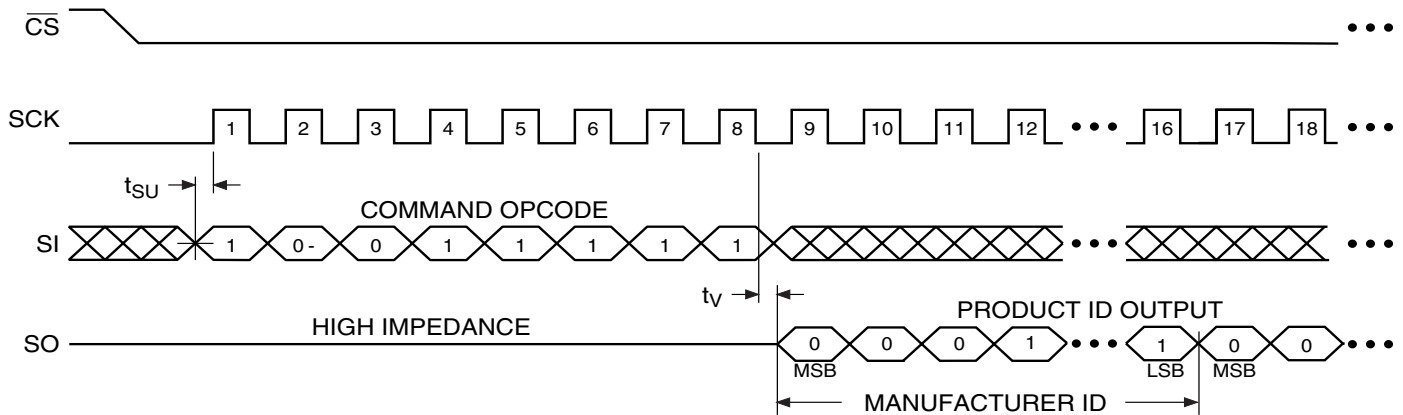 CS
SCK
1 2 3 4 5 6 7 8 9 10 11 12 ••• 16 17 18 •••
tSU
COMMAND OPCODE
SI
1 0- 0 1 1 1 1 1
tV
PRODUCT ID OUTPUT
HIGH IMPEDANCE
SO
0 0 0 1 ••• 1 0 0 •••
MSB LSB MSB
MANUFACTURER ID